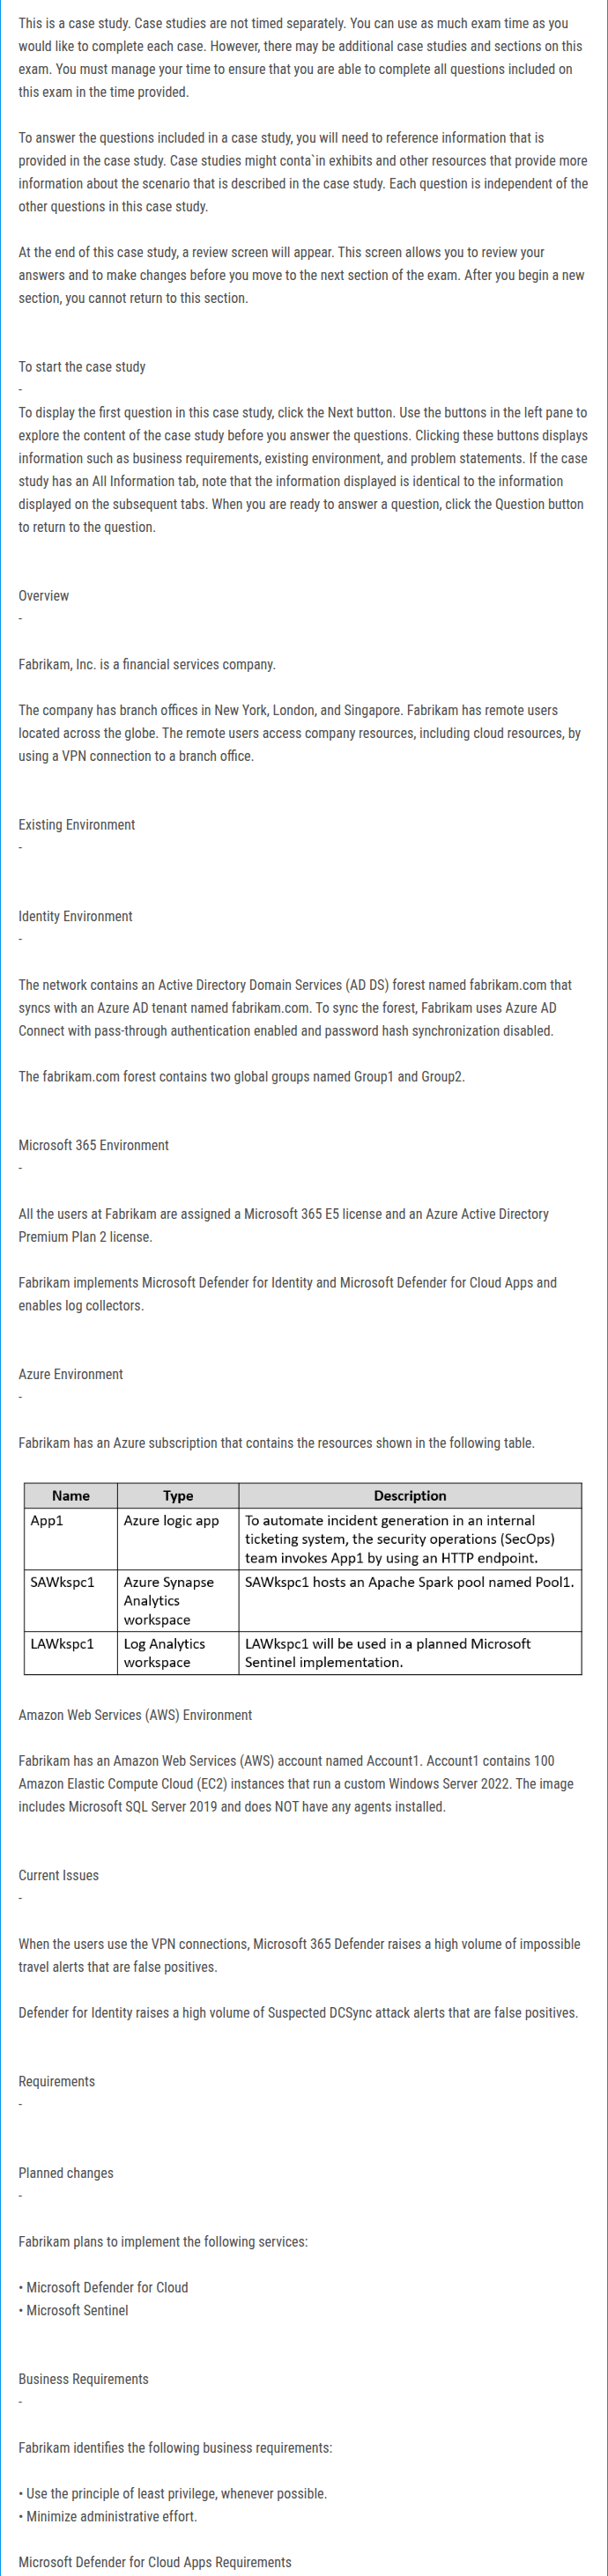 This is a case study. Case studies are not timed separately. You can use as much exam time as you
would like to complete each case. However, there may be additional case studies and sections on this
exam. You must manage your time to ensure that you are able to complete all questions included on
this exam in the time provided.
To answer the questions included in a case study, you will need to reference information that is
provided in the case study. Case studies might conta`in exhibits and other resources that provide more
information about the scenario that is described in the case study. Each question is independent of the
other questions in this case study.
At the end of this case study, a review screen will appear. This screen allows you to review your
answers and to make changes before you move to the next section of the exam. After you begin a new
section, you cannot return to this section.
To start the case study
-
To display the first question in this case study, click the Next button. Use the buttons in the left pane to
explore the content of the case study before you answer the questions. Clicking these buttons displays
information such as business requirements, existing environment, and problem statements. If the case
study has an All Information tab, note that the information displayed is identical to the information
displayed on the subsequent tabs. When you are ready to answer a question, click the Question button
to return to the question.
Overview
-
Fabrikam, Inc. is a financial services company.
The company has branch offices in New York, London, and Singapore. Fabrikam has remote users
located across the globe. The remote users access company resources, including cloud resources, by
using a VPN connection to a branch office.
Existing Environment
-
Identity Environment
-
The network contains an Active Directory Domain Services (AD DS) forest named fabrikam.com that
syncs with an Azure AD tenant named fabrikam.com. To sync the forest, Fabrikam uses Azure AD
Connect with pass-through authentication enabled and password hash synchronization disabled.
The fabrikam.com forest contains two global groups named Group1 and Group2.
Microsoft 365 Environment
-
All the users at Fabrikam are assigned a Microsoft 365 E5 license and an Azure Active Directory
Premium Plan 2 license.
Fabrikam implements Microsoft Defender for Identity and Microsoft Defender for Cloud Apps and
enables log collectors.
Azure Environment
-
Fabrikam has an Azure subscription that contains the resources shown in the following table.
Name Type Description
App1 Azure logic app To automate incident generation in an internal
ticketing system, the security operations (SecOps)
team invokes App1 by using an HTTP endpoint.
SAWkspc1 Azure Synapse SAWkspc1 hosts an Apache Spark pool named Pool1.
Analytics
workspace
LAWkspc1 Log Analytics LAWkspc1 will be used in a planned Microsoft
workspace Sentinel implementation.
Amazon Web Services (AWS) Environment
Fabrikam has an Amazon Web Services (AWS) account named Account1. Account1 contains 100
Amazon Elastic Compute Cloud (EC2) instances that run a custom Windows Server 2022. The image
includes Microsoft SQL Server 2019 and does NOT have any agents installed.
Current Issues
-
When the users use the VPN connections, Microsoft 365 Defender raises a high volume of impossible
travel alerts that are false positives.
Defender for Identity raises a high volume of Suspected DCSync attack alerts that are false positives.
Requirements
-
Planned changes
-
Fabrikam plans to implement the following services:
• Microsoft Defender for Cloud
• Microsoft Sentinel
Business Requirements
-
Fabrikam identifies the following business requirements:
• Use the principle of least privilege, whenever possible.
• Minimize administrative effort.
Microsoft Defender for Cloud Apps Requirements